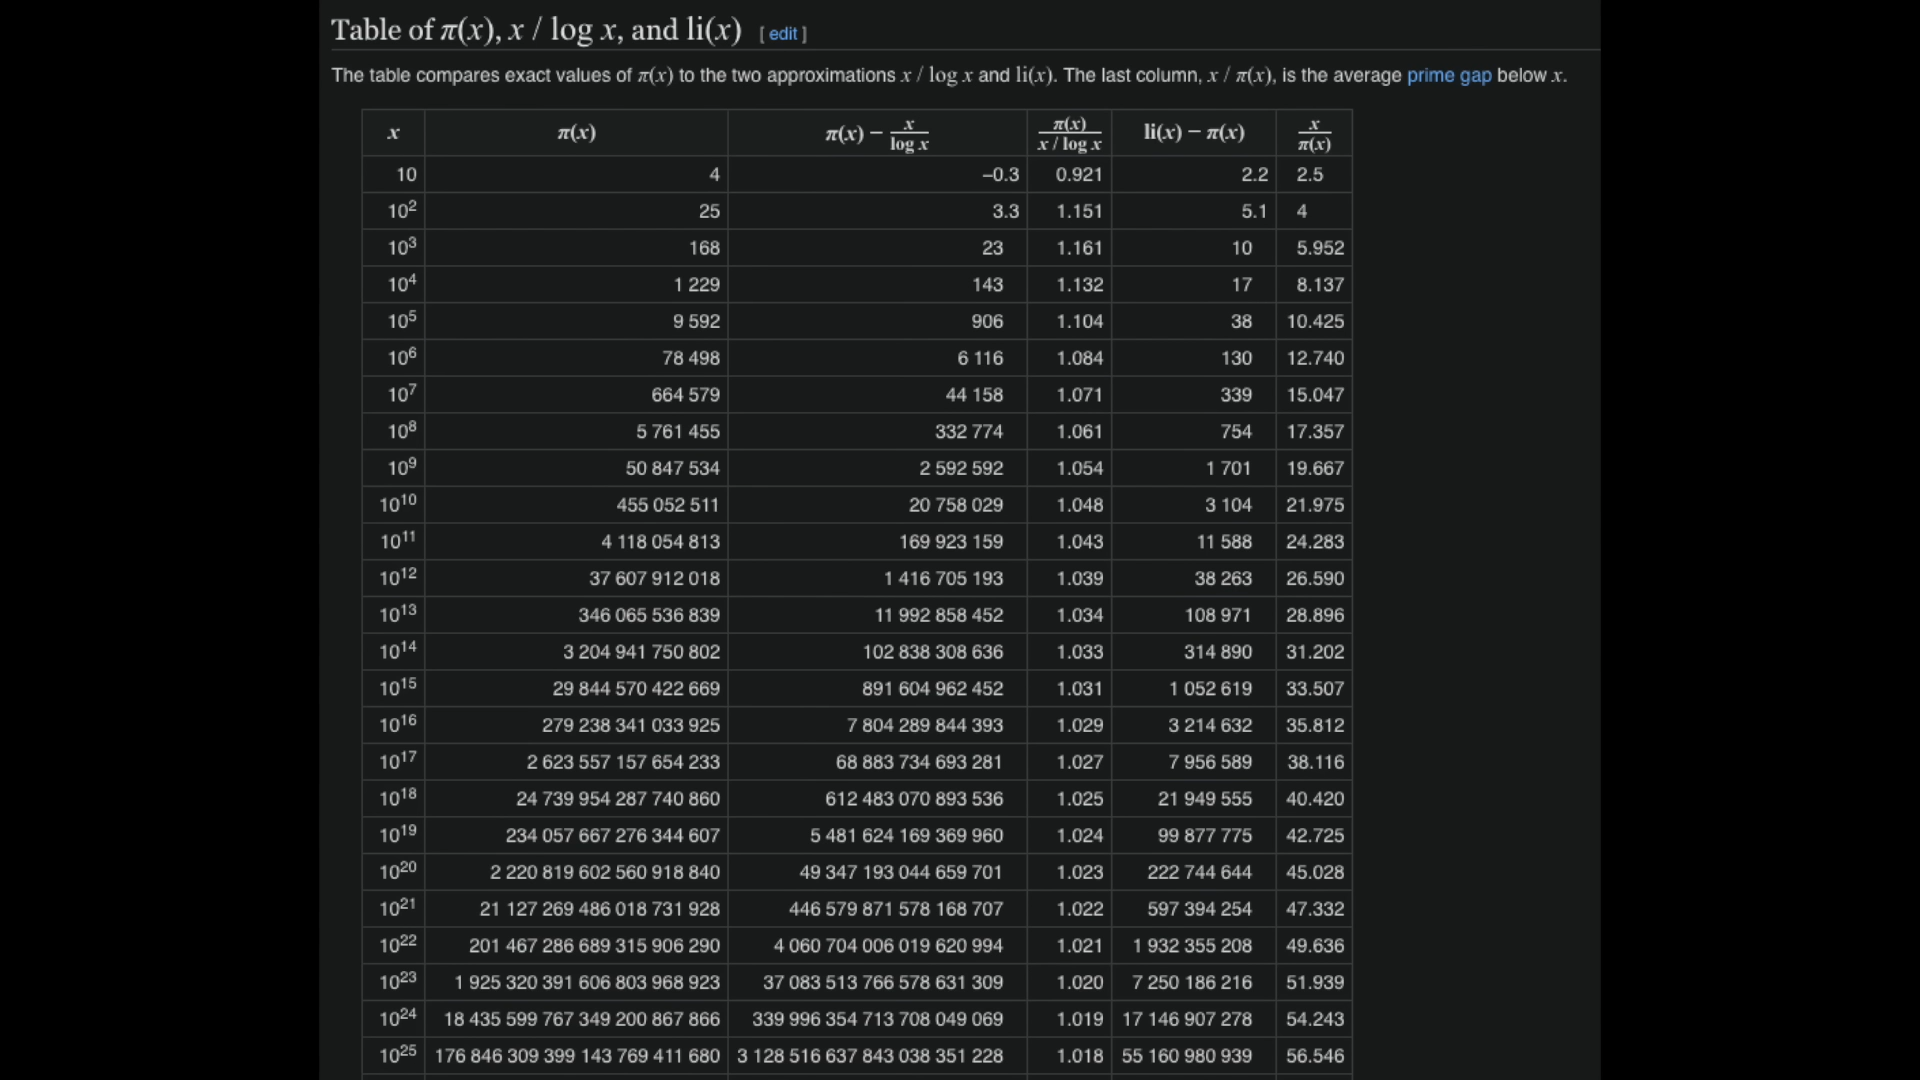 Table of π(x), x / log x, and li(x) [ edit ]
The table compares exact values of π(x) to the two approximations x / log x and li(x). The last column, x / π(x), is the average prime gap below x.
x π(x) π(x) − x/log x π(x)/(x / log x) li(x) − π(x) x/π(x)
10 4 −0.3 0.921 2.2 2.5
10² 25 3.3 1.151 5.1 4
10³ 168 23 1.161 10 5.952
10⁴ 1 229 143 1.132 17 8.137
10⁵ 9 592 906 1.104 38 10.425
10⁶ 78 498 6 116 1.084 130 12.740
10⁷ 664 579 44 158 1.071 339 15.047
10⁸ 5 761 455 332 774 1.061 754 17.357
10⁹ 50 847 534 2 592 592 1.054 1 701 19.667
10¹⁰ 455 052 511 20 758 029 1.048 3 104 21.975
10¹¹ 4 118 054 813 169 923 159 1.043 11 588 24.283
10¹² 37 607 912 018 1 416 705 193 1.039 38 263 26.590
10¹³ 346 065 536 839 11 992 858 452 1.034 108 971 28.896
10¹⁴ 3 204 941 750 802 102 838 308 636 1.033 314 890 31.202
10¹⁵ 29 844 570 422 669 891 604 962 452 1.031 1 052 619 33.507
10¹⁶ 279 238 341 033 925 7 804 289 844 393 1.029 3 214 632 35.812
10¹⁷ 2 623 557 157 654 233 68 883 734 693 281 1.027 7 956 589 38.116
10¹⁸ 24 739 954 287 740 860 612 483 070 893 536 1.025 21 949 555 40.420
10¹⁹ 234 057 667 276 344 607 5 481 624 169 369 960 1.024 99 877 775 42.725
10²⁰ 2 220 819 602 560 918 840 49 347 193 044 659 701 1.023 222 744 644 45.028
10²¹ 21 127 269 486 018 731 928 446 579 871 578 168 707 1.022 597 394 254 47.332
10²² 201 467 286 689 315 906 290 4 060 704 006 019 620 994 1.021 1 932 355 208 49.636
10²³ 1 925 320 391 606 803 968 923 37 083 513 766 578 631 309 1.020 7 250 186 216 51.939
10²⁴ 18 435 599 767 349 200 867 866 339 996 354 713 708 049 069 1.019 17 146 907 278 54.243
10²⁵ 176 846 309 399 143 769 411 680 3 128 516 637 843 038 351 228 1.018 55 160 980 939 56.546